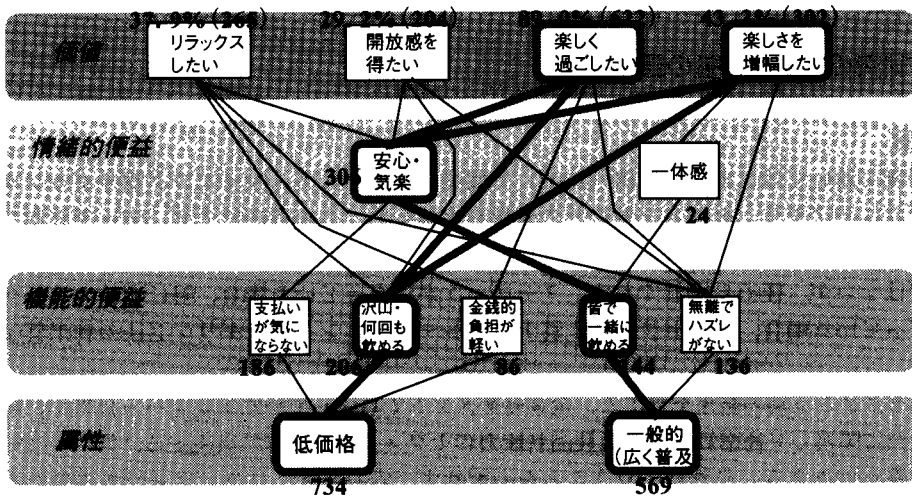 価値
リラックス
したい
開放感を
得たい
楽しく
過ごしたい
楽しさを
増幅したい
情緒的便益
安心・
気楽
306
一体感
24
機能的便益
支払い
が気に
ならない
186
沢山・
何回も
飲める
206
金銭的
負担が
軽い
86
皆で
一緒に
飲める
144
無難で
ハズレ
がない
136
属性
低価格
734
一般的
（広く普及
569